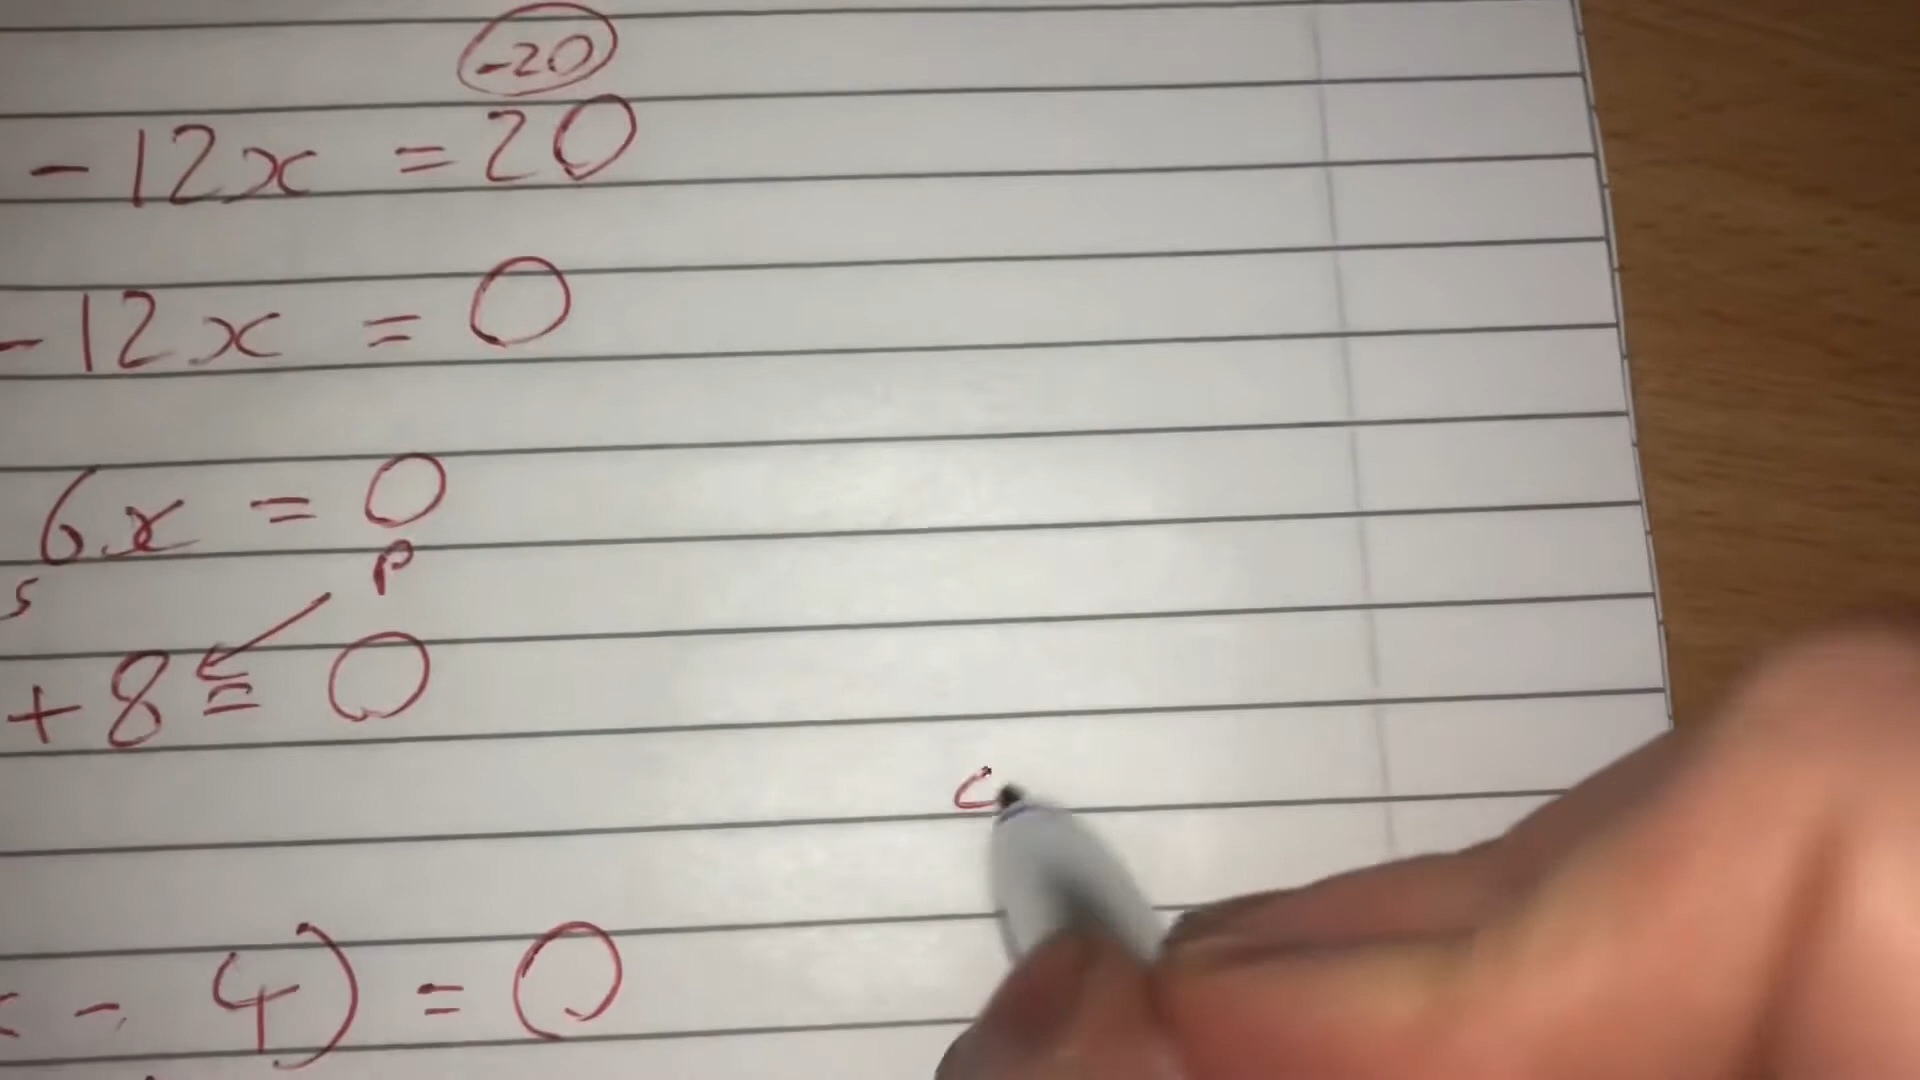 -20
- 12x = 20
- 12x = 0
6x = 0
s P
+ 8 = 0
- 4) = 0